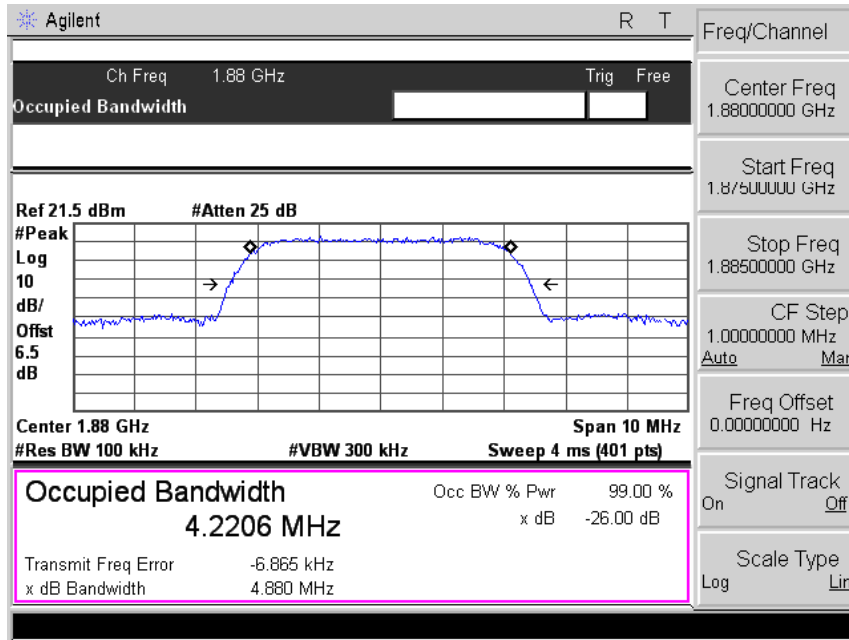 Agilent R T
Ch Freq 1.88 GHz Trig Free
Occupied Bandwidth
Ref 21.5 dBm #Atten 25 dB
#Peak
Log
10
dB/
Offst
6.5
dB
Center 1.88 GHz Span 10 MHz
#Res BW 100 kHz #VBW 300 kHz Sweep 4 ms (401 pts)
Occupied Bandwidth Occ BW % Pwr 99.00 %
4.2206 MHz x dB -26.00 dB
Transmit Freq Error -6.865 kHz
x dB Bandwidth 4.880 MHz
Freq/Channel
Center Freq
1.88000000 GHz
Start Freq
1.87500000 GHz
Stop Freq
1.88500000 GHz
CF Step
1.00000000 MHz
Auto Man
Freq Offset
0.00000000 Hz
Signal Track
On Off
Scale Type
Log Lin